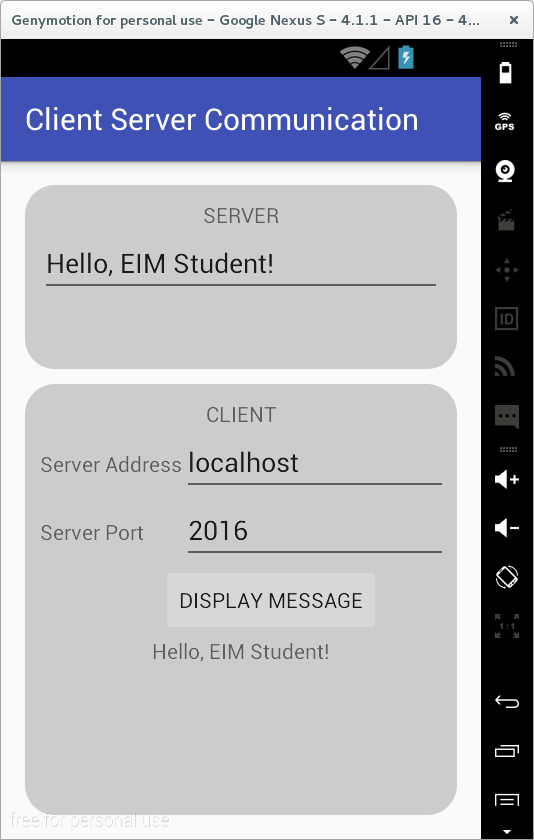 Genymotion for personal use – Google Nexus S – 4.1.1 – API 16 – 4...
Client Server Communication
GPS
SERVER
Hello, EIM Student!
ID
CLIENT
Server Address localhost
Server Port 2016
DISPLAY MESSAGE
1:1
Hello, EIM Student!
free for personal use